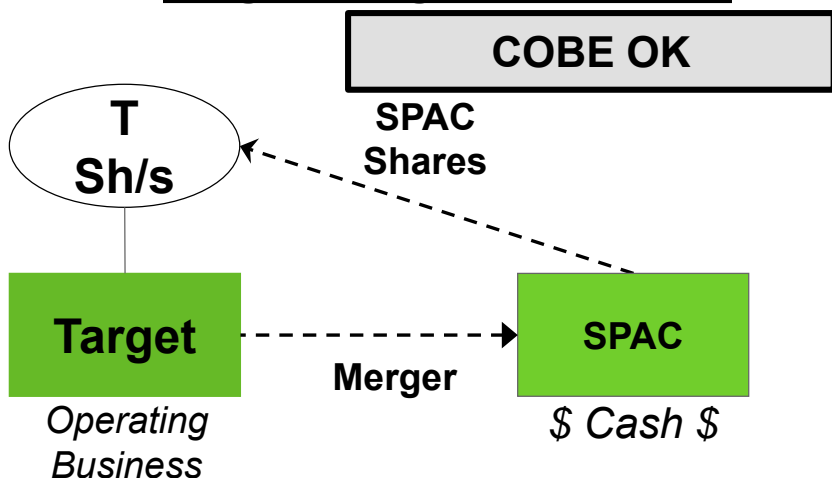 COBE OK
T
Sh/s
SPAC
Shares
Target
Merger
SPAC
Operating
Business
$ Cash $